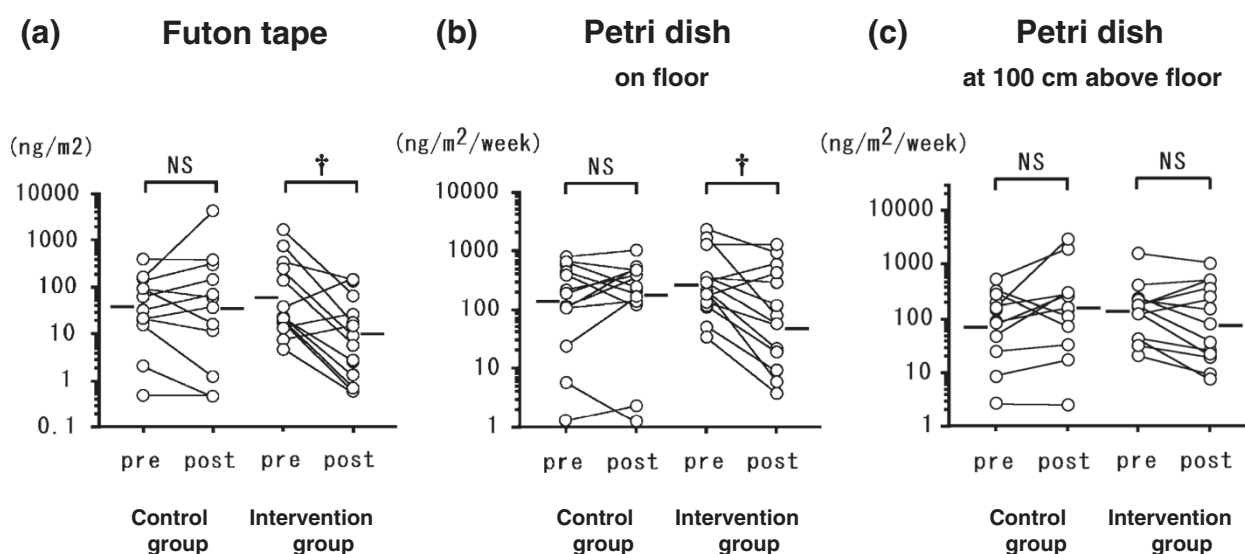 (a) Futon tape
(ng/m2)
NS †
10000
1000
100
10
1
0.1
pre post pre post
Control group Intervention group
(b) Petri dish
on floor
(ng/m²/week)
NS †
10000
1000
100
10
1
pre post pre post
Control group Intervention group
(c) Petri dish
at 100 cm above floor
(ng/m²/week)
NS NS
10000
1000
100
10
1
pre post pre post
Control group Intervention group